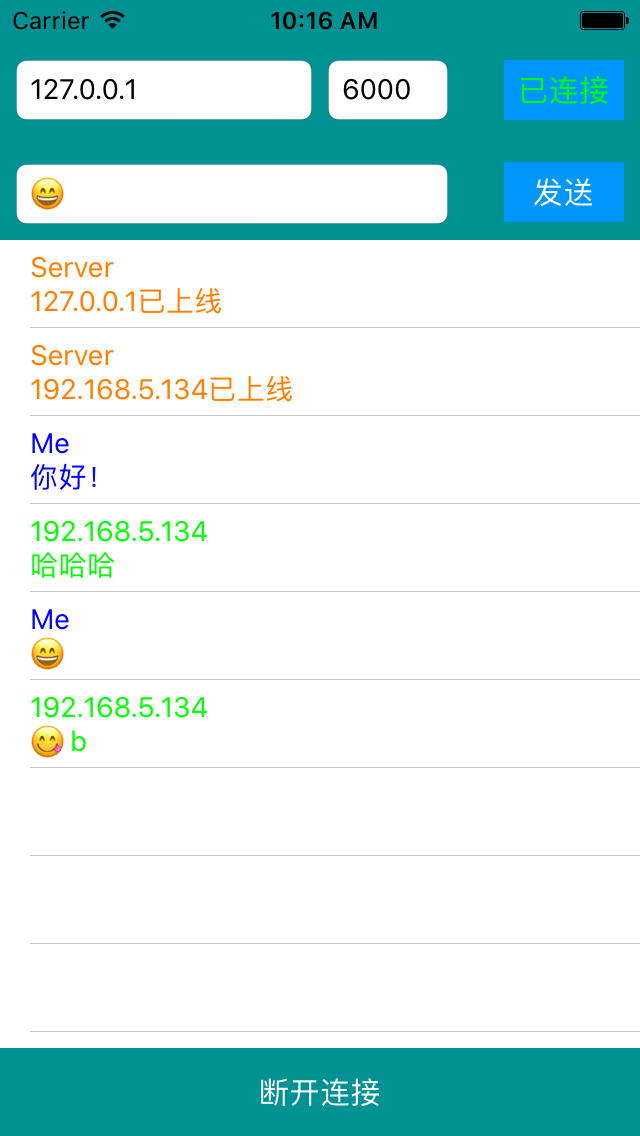 Carrier 10:16 AM
127.0.0.1 6000 已连接
😄 发送
Server
127.0.0.1已上线
Server
192.168.5.134已上线
Me
你好！
192.168.5.134
哈哈哈
Me
😄
192.168.5.134
😋 b
断开连接